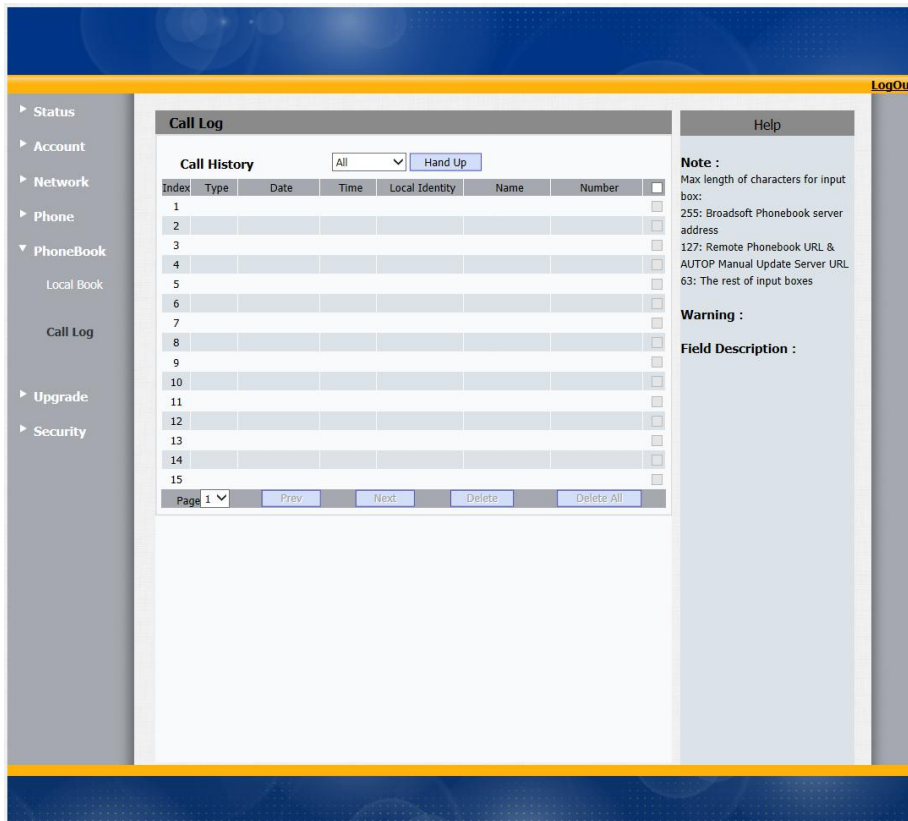 LogOu
Status
Account
Network
Phone
PhoneBook
Local Book
Call Log
Upgrade
Security
Call Log
Call History All Hand Up
Index Type Date Time Local Identity Name Number
1
2
3
4
5
6
7
8
9
10
11
12
13
14
15
Page 1 Prev Next Delete Delete All
Help
Note :
Max length of characters for input
box:
255: Broadsoft Phonebook server
address
127: Remote Phonebook URL &
AUTOP Manual Update Server URL
63: The rest of input boxes
Warning :
Field Description :